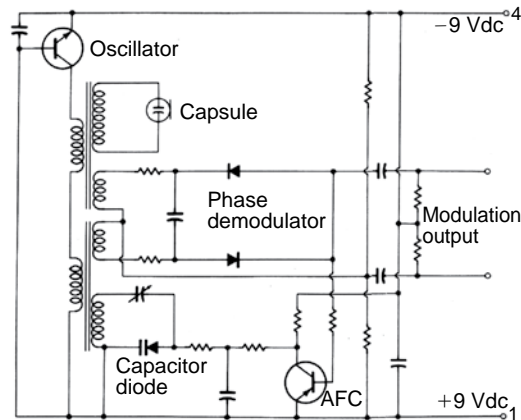 4
−9 Vdc
Oscillator
Capsule
Phase
demodulator
Modulation
output
Capacitor
diode
AFC
+9 Vdc
1